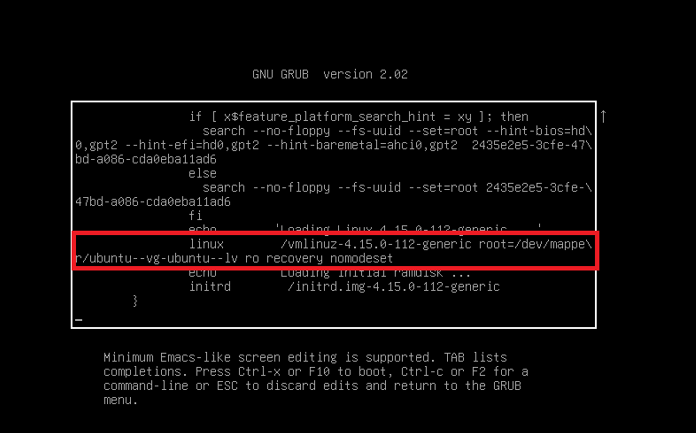 GNU GRUB  version 2.02
if [ x$feature_platform_search_hint = xy ]; then
search --no-floppy --fs-uuid --set=root --hint-bios=hd\
0,gpt2 --hint-efi=hd0,gpt2 --hint-baremetal=ahci0,gpt2  2435e2e5-3cfe-47\
bd-a086-cda0eba11ad6
else
search --no-floppy --fs-uuid --set=root 2435e2e5-3cfe-\
47bd-a086-cda0eba11ad6
fi
echo        'Loading Linux 4.15.0-112-generic ...'
linux        /vmlinuz-4.15.0-112-generic root=/dev/mappe\
r/ubuntu--vg-ubuntu--lv ro recovery nomodeset
echo        'Loading initial ramdisk ...
initrd        /initrd.img-4.15.0-112-generic
}
Minimum Emacs-like screen editing is supported. TAB lists
completions. Press Ctrl-x or F10 to boot, Ctrl-c or F2 for a
command-line or ESC to discard edits and return to the GRUB
menu.